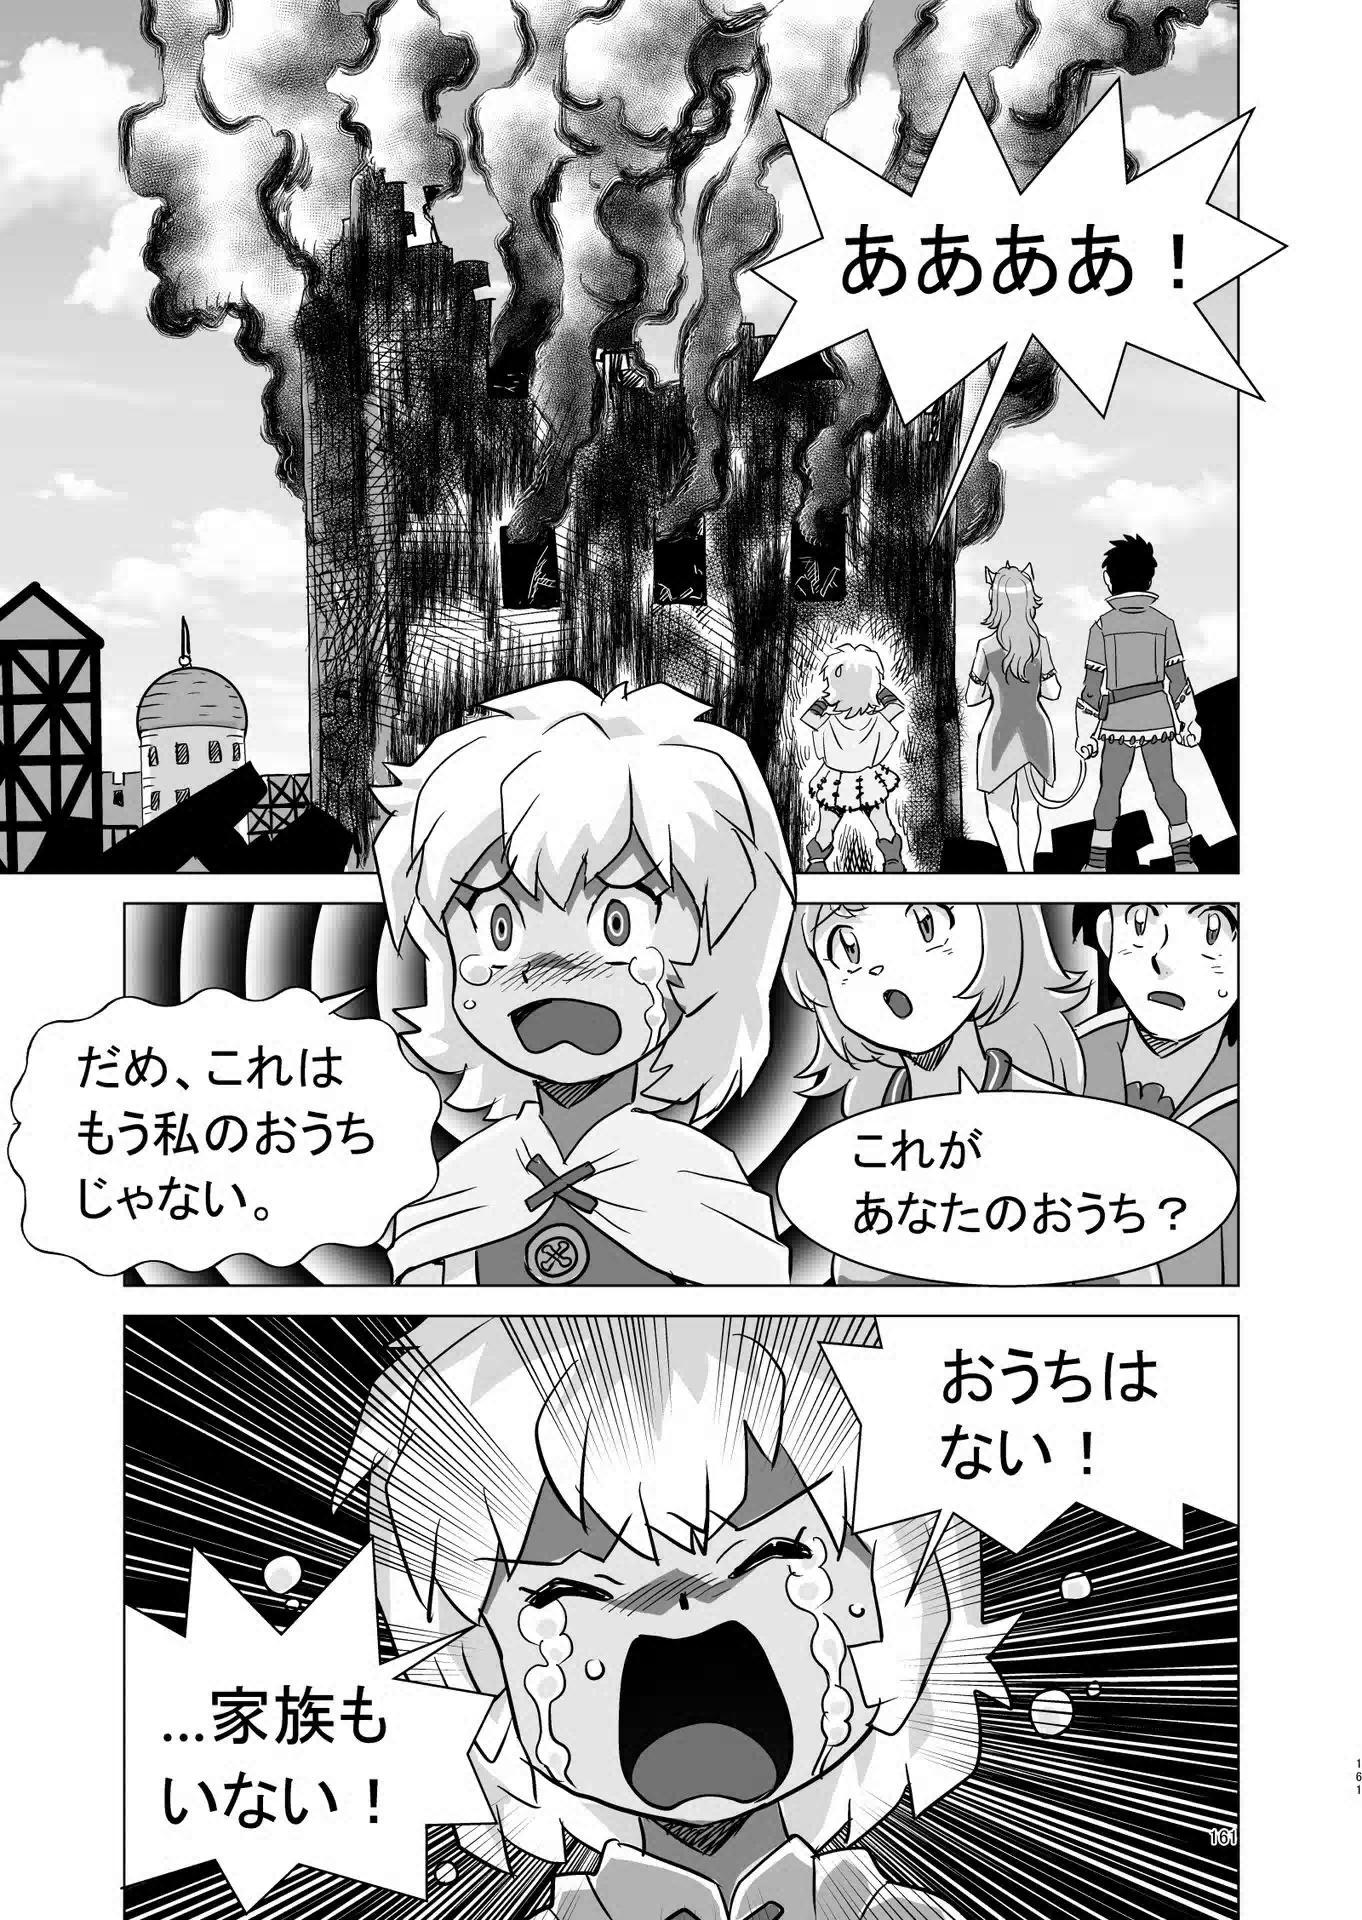 ああああ！
これが
あなたのおうち？
だめ、これは
もう私のおうち
じゃない。
おうちは
ない！
...家族も
いない！
161
161